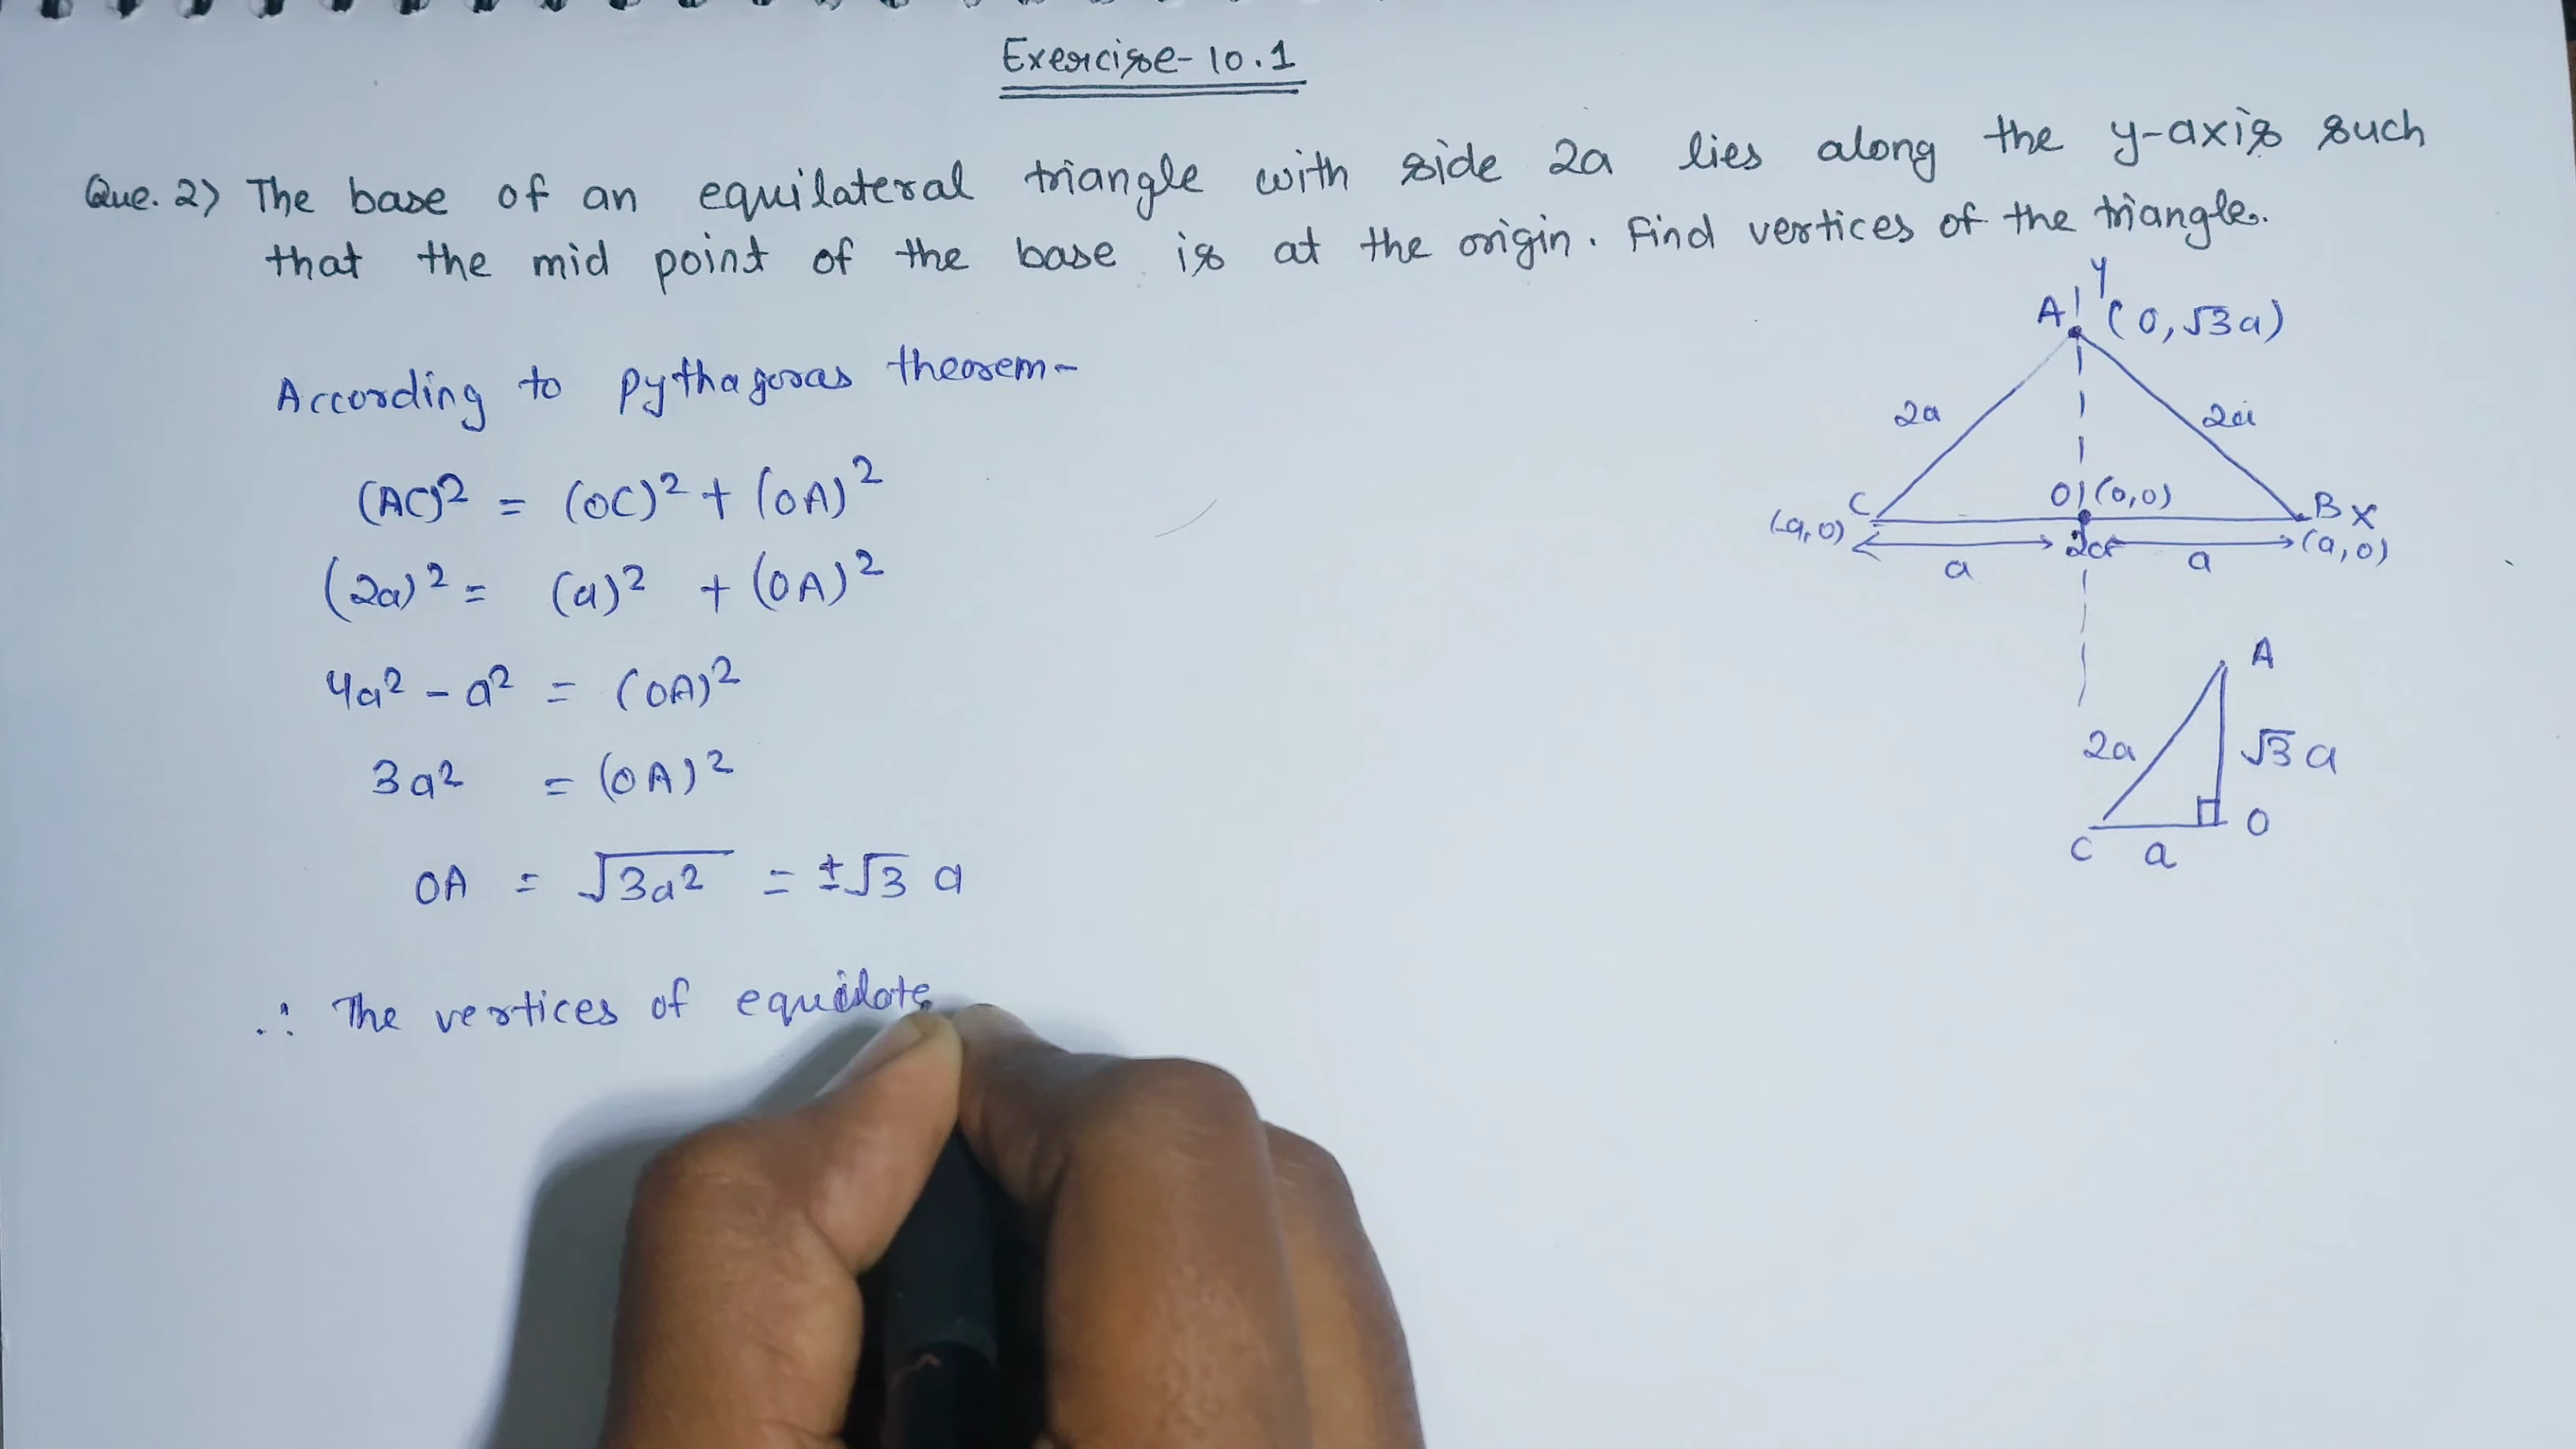 Exercise-10.1
Que. 2) The base of an equilateral triangle with side 2a lies along the y-axis such
that the mid point of the base is at the origin. Find vertices of the triangle.
According to pythagoras theorem-
(AC)² = (OC)² + (OA)²
(2a)² = (a)² + (OA)²
4a² - a² = (OA)²
3a² = (OA)²
OA = √3a² = ±√3 a
∴ The vertices of equilate
Y
A (0, √3a)
2a 2a
C O (0,0) B X
(-a,0) 2a (a,0)
a a
A
2a √3 a
C a O